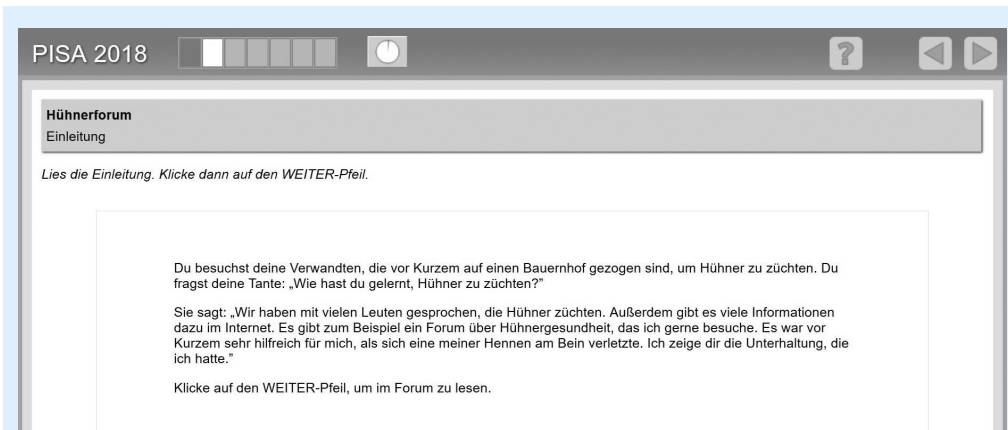 PISA 2018
?
Hühnerforum
Einleitung
Lies die Einleitung. Klicke dann auf den WEITER-Pfeil.
Du besuchst deine Verwandten, die vor Kurzem auf einen Bauernhof gezogen sind, um Hühner zu züchten. Du
fragst deine Tante: „Wie hast du gelernt, Hühner zu züchten?”
Sie sagt: „Wir haben mit vielen Leuten gesprochen, die Hühner züchten. Außerdem gibt es viele Informationen
dazu im Internet. Es gibt zum Beispiel ein Forum über Hühnergesundheit, das ich gerne besuche. Es war vor
Kurzem sehr hilfreich für mich, als sich eine meiner Hennen am Bein verletzte. Ich zeige dir die Unterhaltung, die
ich hatte.”
Klicke auf den WEITER-Pfeil, um im Forum zu lesen.